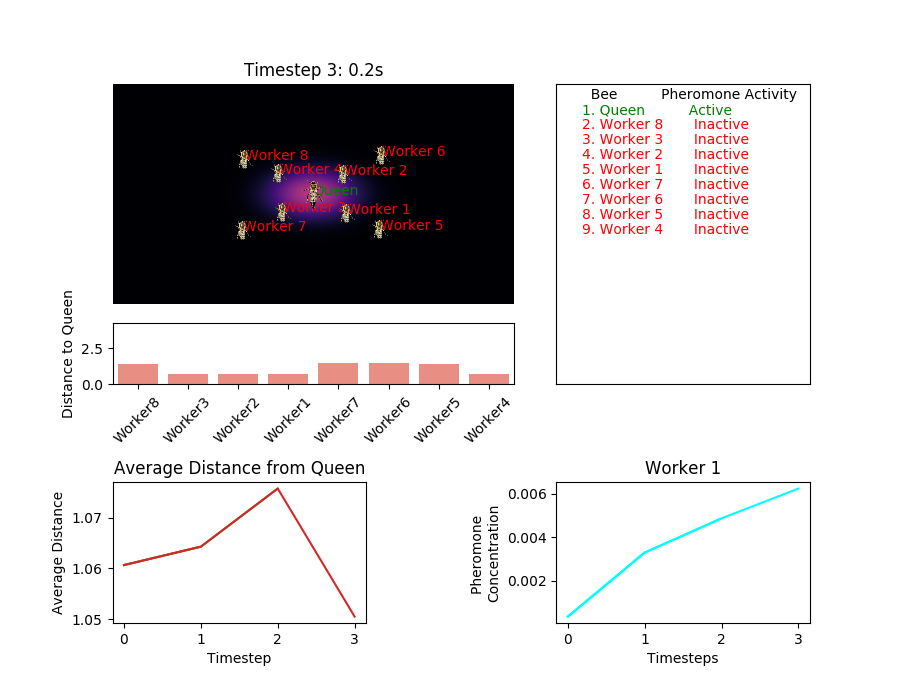 Timestep 3: 0.2s
Worker 8
Worker 6
Worker 4
Worker 2
Queen
Worker 3
Worker 1
Worker 7
Worker 5
Bee Pheromone Activity
1. Queen Active
2. Worker 8 Inactive
3. Worker 3 Inactive
4. Worker 2 Inactive
5. Worker 1 Inactive
6. Worker 7 Inactive
7. Worker 6 Inactive
8. Worker 5 Inactive
9. Worker 4 Inactive
Distance to Queen
2.5
0.0
Worker8
Worker3
Worker2
Worker1
Worker7
Worker6
Worker5
Worker4
Average Distance from Queen
Average Distance
1.07
1.06
1.05
0 1 2 3
Timestep
Worker 1
Pheromone
Concentration
0.006
0.004
0.002
0 1 2 3
Timesteps